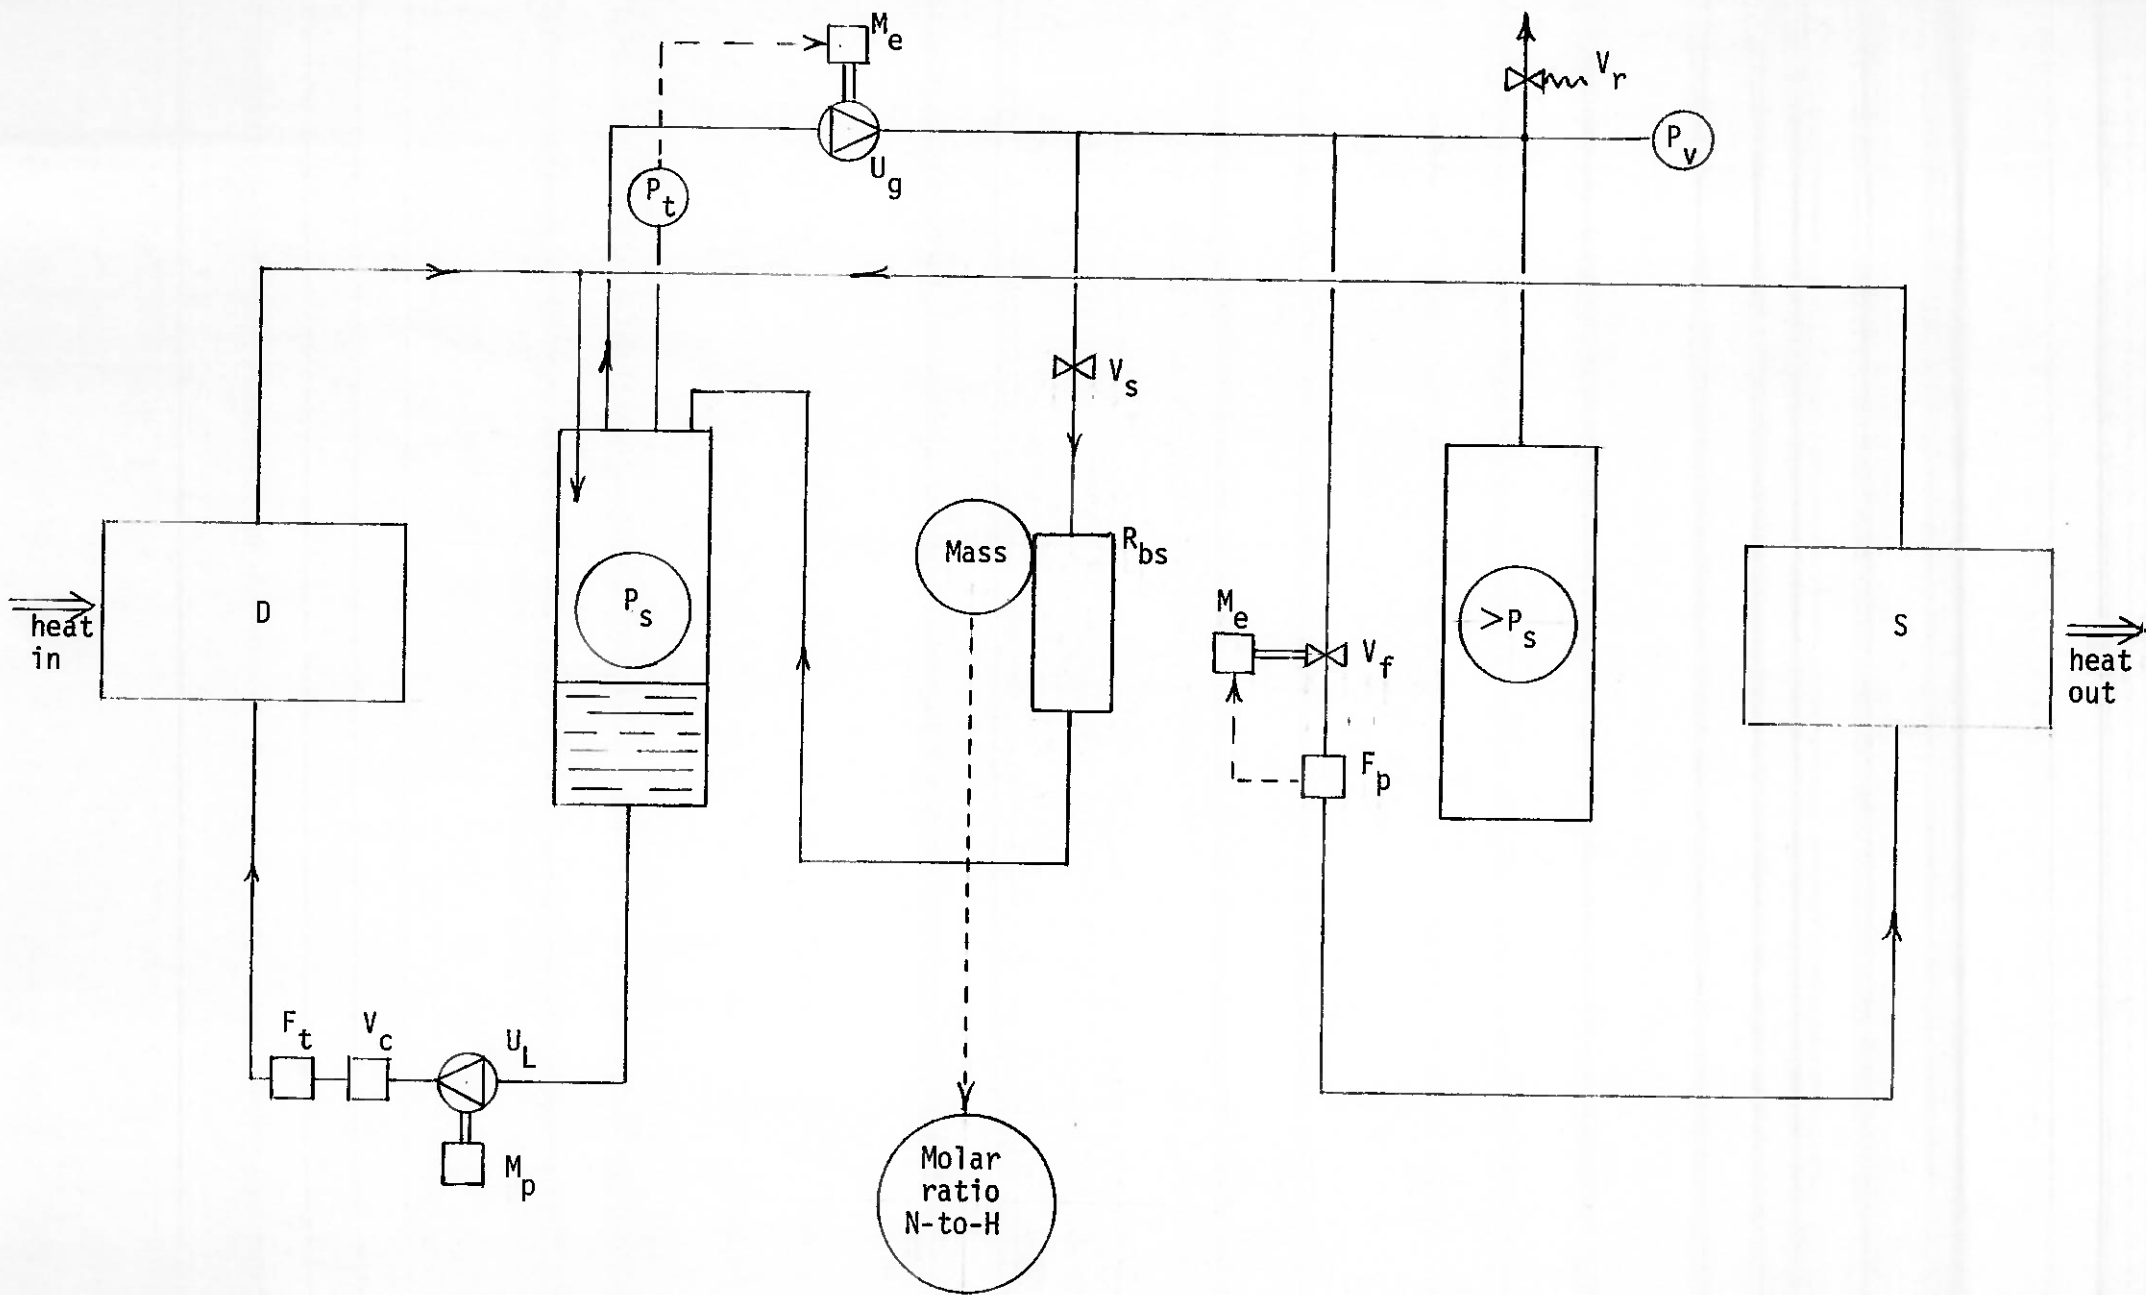 Me
Vr
Pv
Ug
Pt
Vs
Mass
Rbs
Ps
>Ps
D
S
heat
in
heat
out
Me
Vf
Fp
Ft
Vc
UL
Mp
Molar
ratio
N-to-H